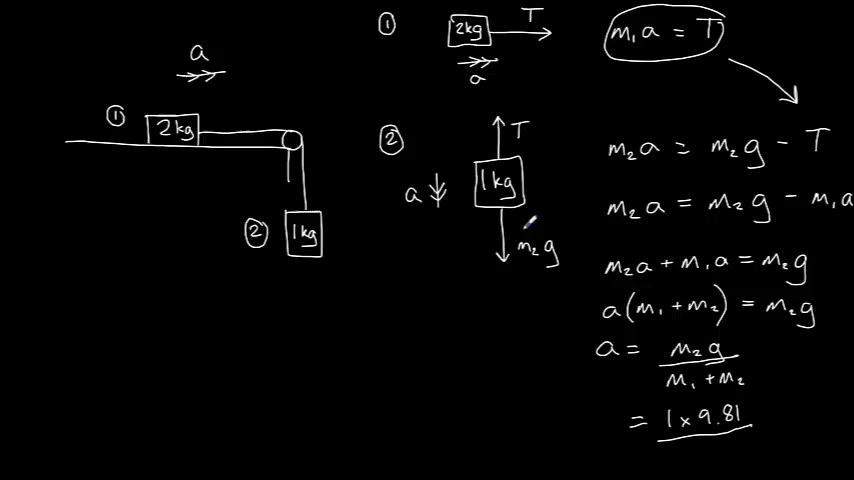 a
① 2kg
② 1kg
① 2kg T
a
m₁a = T
② T
a 1kg
m₂g
m₂a = m₂g - T
m₂a = m₂g - m₁a
m₂a + m₁a = m₂g
a(m₁ + m₂) = m₂g
a = m₂g
m₁ + m₂
= 1 × 9.81